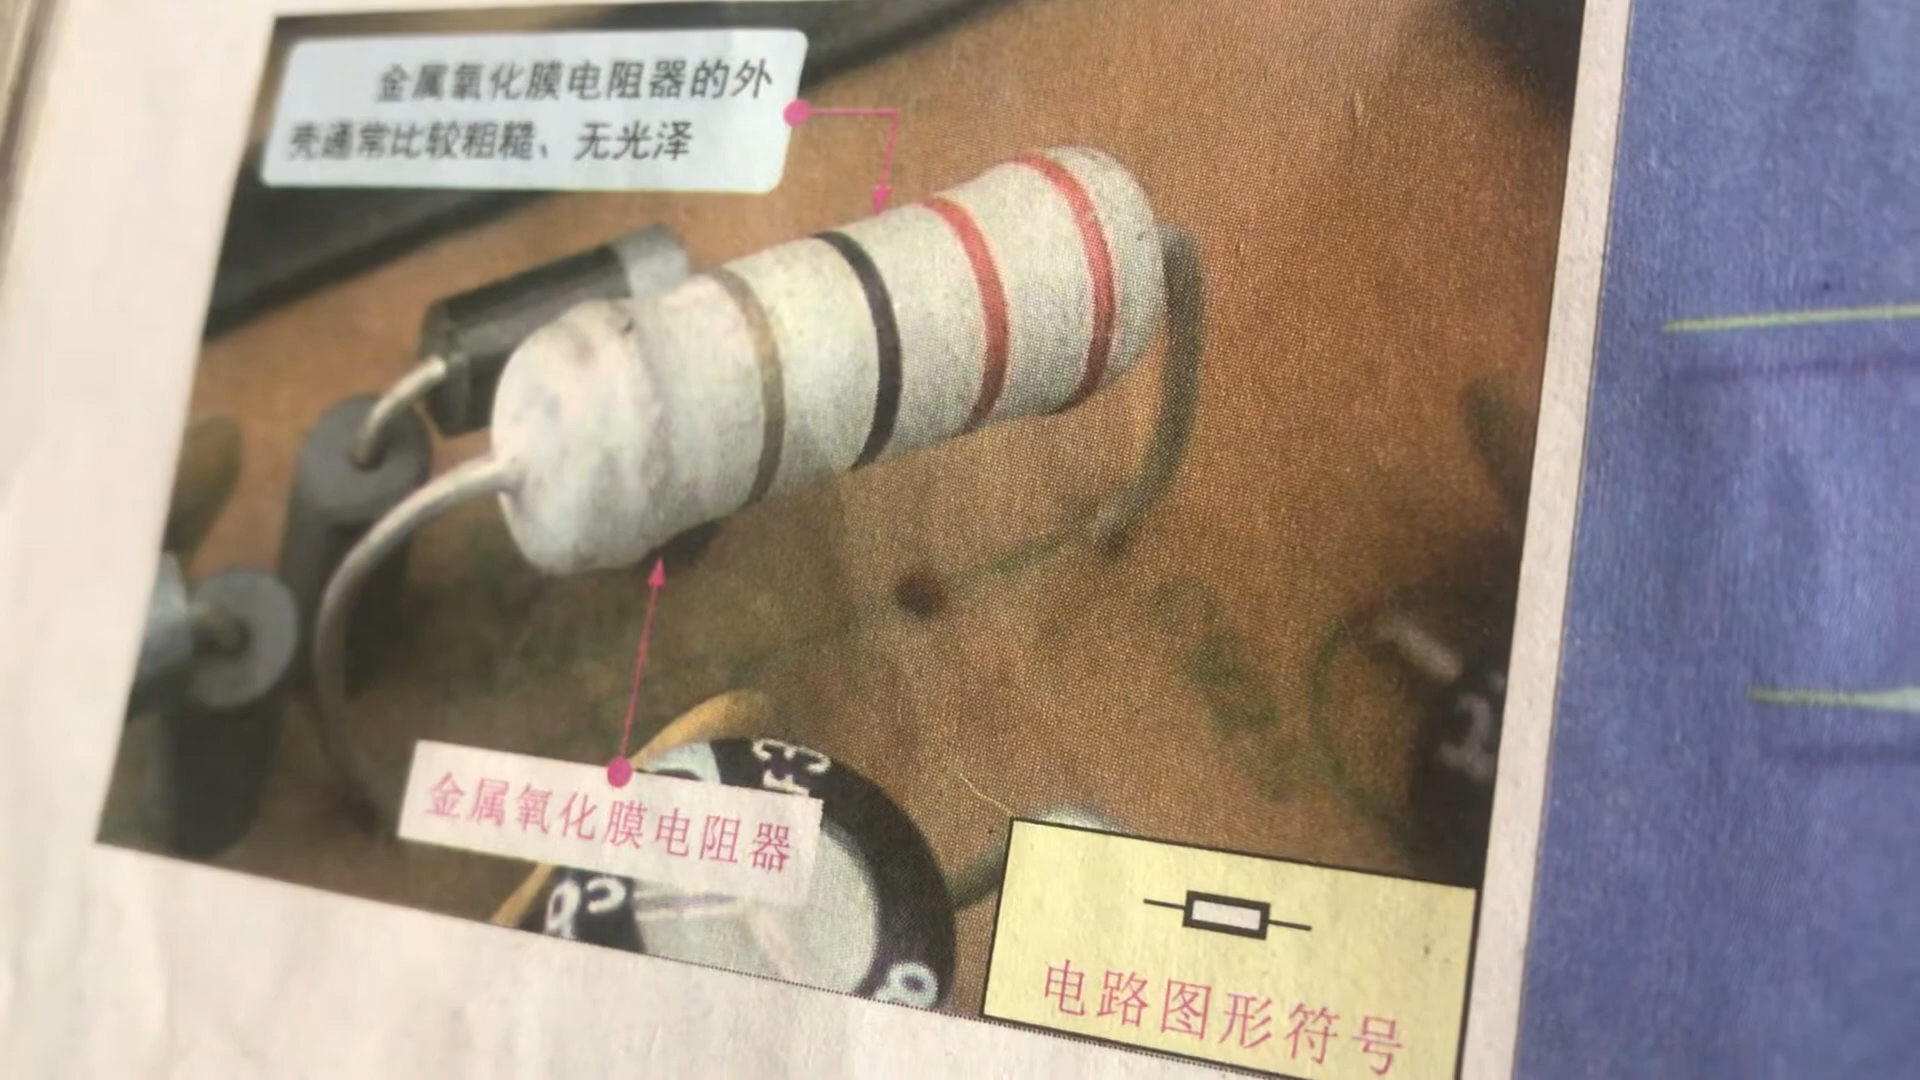 金属氧化膜电阻器的外
壳通常比较粗糙、无光泽
金属氧化膜电阻器
电路图形符号